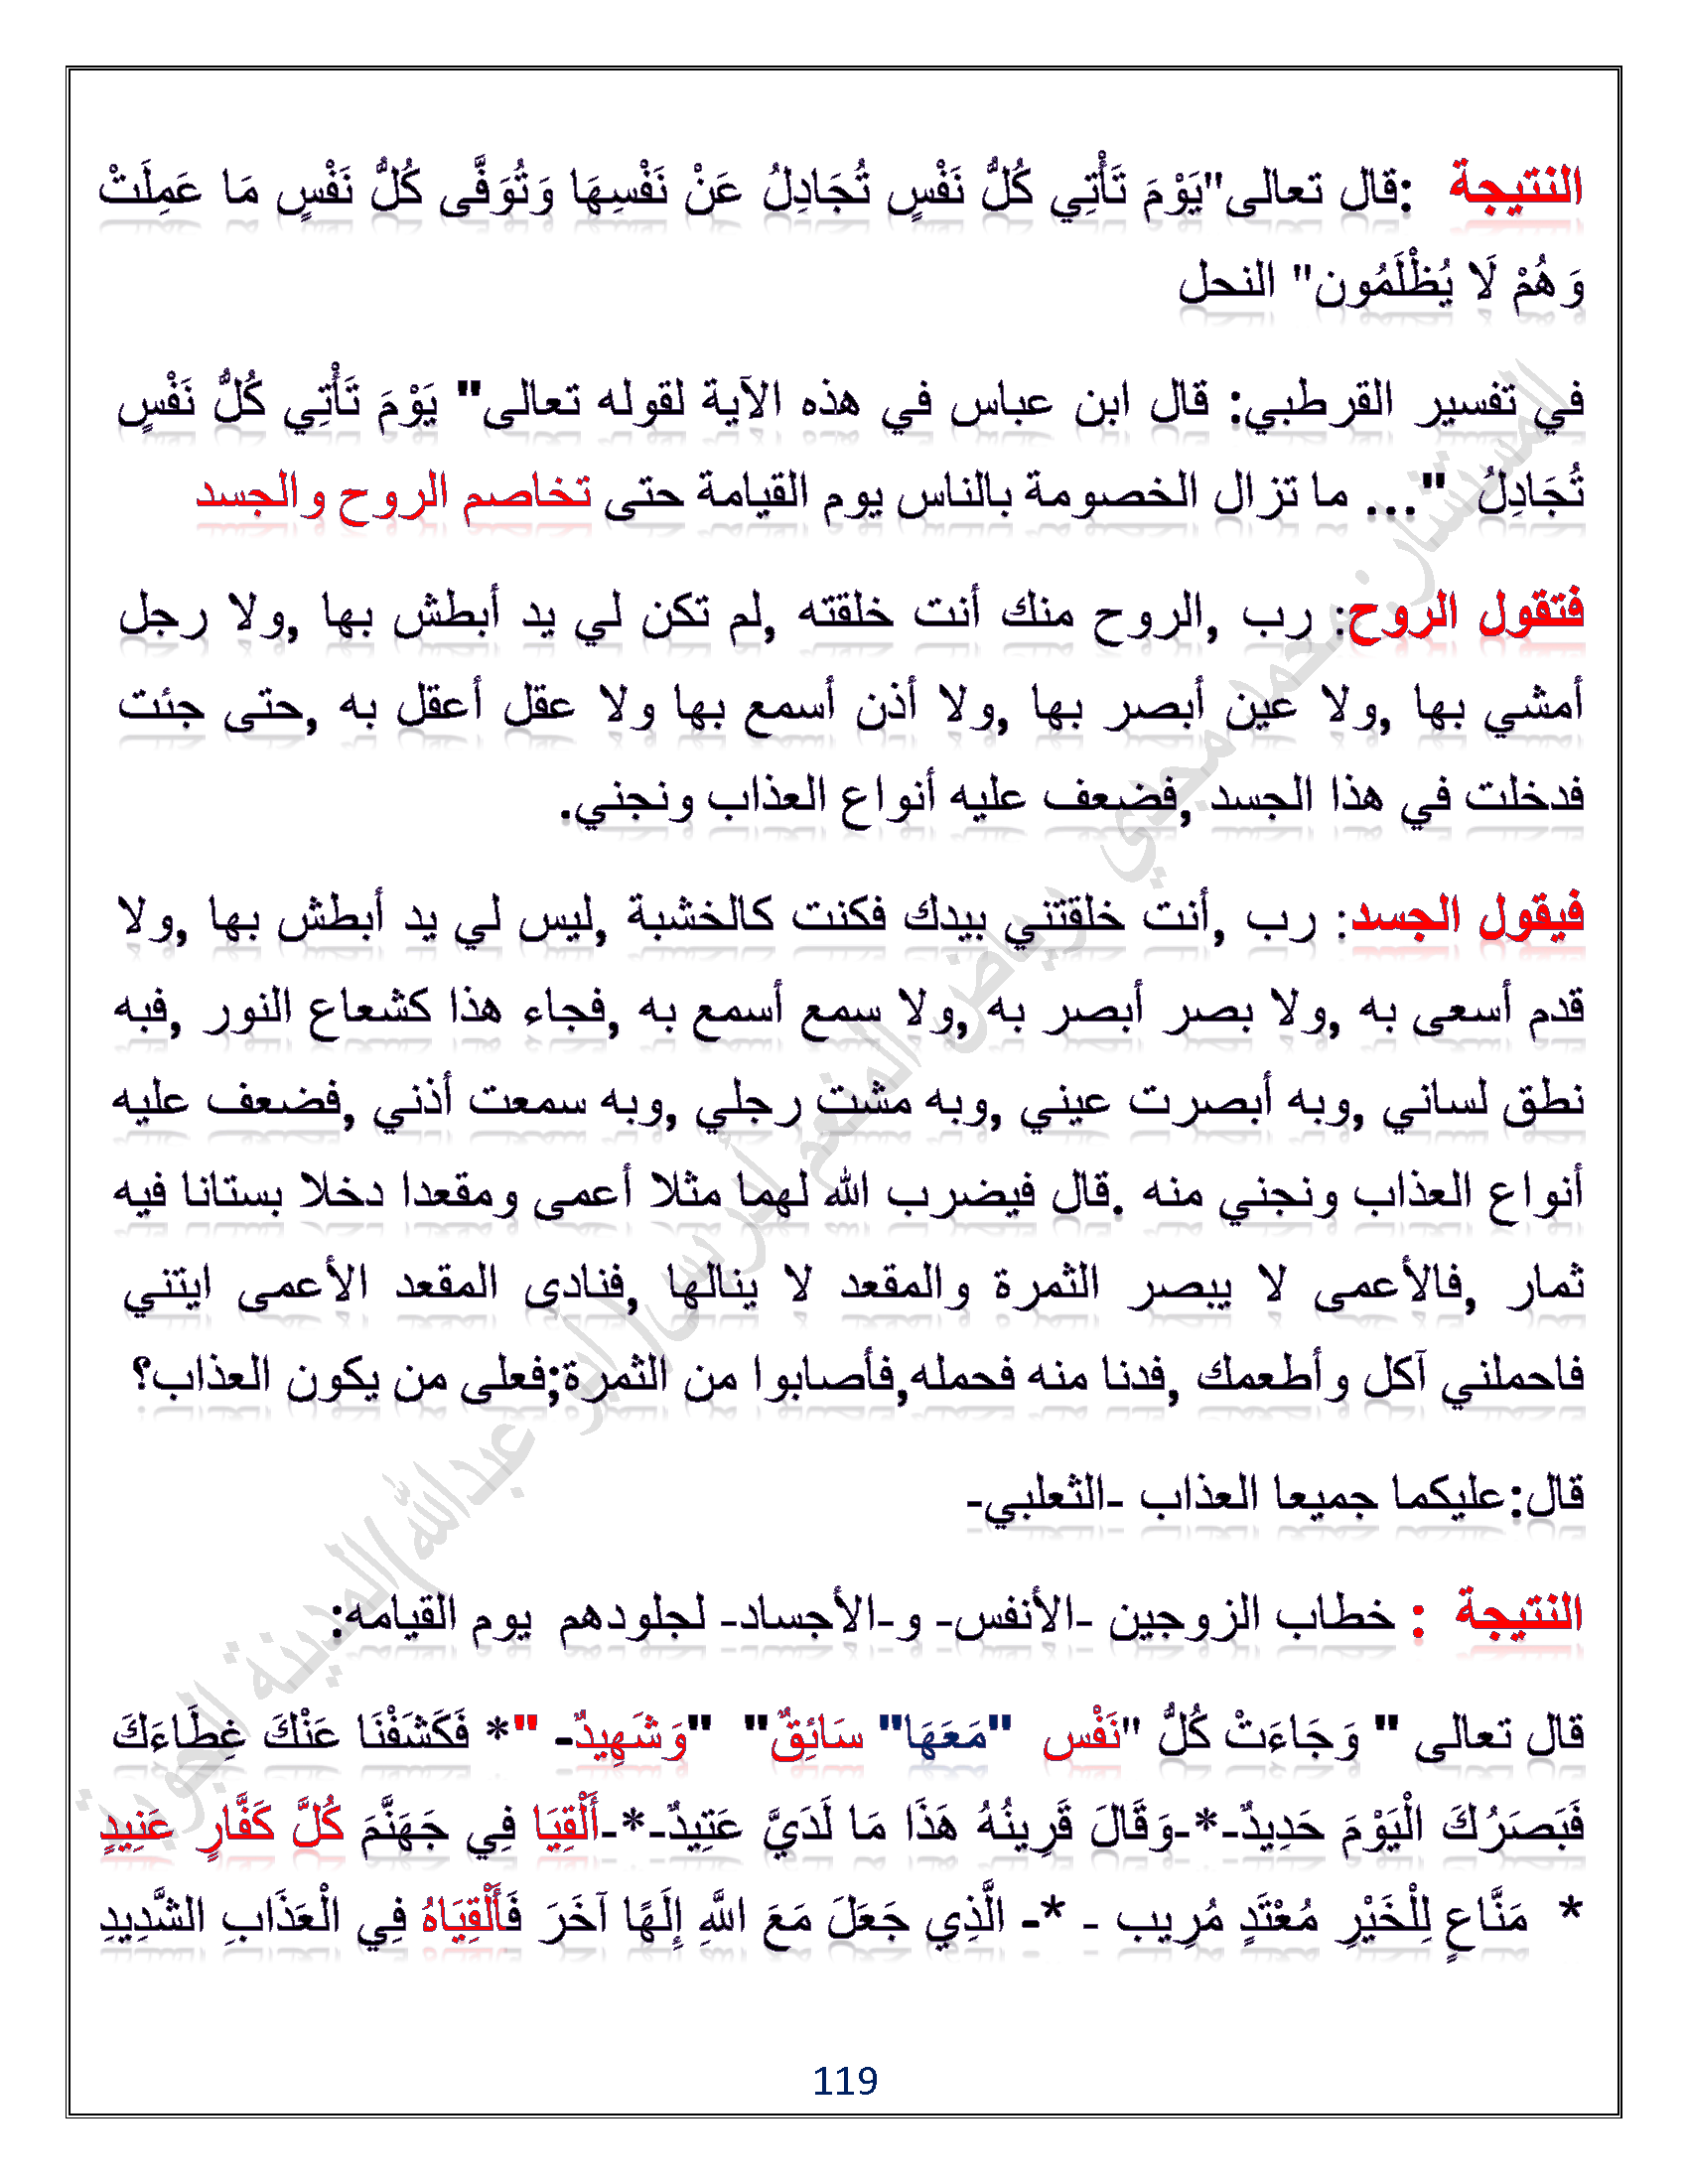 النتيجة :قال تعالى"يَوْمَ تَأْتِي كُلُّ نَفْسٍ تُجَادِلُ عَنْ نَفْسِهَا وَتُوَفَّى كُلُّ نَفْسٍ مَا عَمِلَتْ
وَهُمْ لَا يُظْلَمُون" النحل
في تفسير القرطبي: قال ابن عباس في هذه الآية لقوله تعالى" يَوْمَ تَأْتِي كُلُّ نَفْسٍ
تُجَادِلُ "... ما تزال الخصومة بالناس يوم القيامة حتى تخاصم الروح والجسد
فتقول الروح: رب ,الروح منك أنت خلقته ,لم تكن لي يد أبطش بها ,ولا رجل
أمشي بها ,ولا عين أبصر بها ,ولا أذن أسمع بها ولا عقل أعقل به ,حتى جئت
فدخلت في هذا الجسد ,فضعف عليه أنواع العذاب ونجني.
فيقول الجسد: رب ,أنت خلقتني بيدك فكنت كالخشبة ,ليس لي يد أبطش بها ,ولا
قدم أسعى به ,ولا بصر أبصر به ,ولا سمع أسمع به ,فجاء هذا كشعاع النور ,فبه
نطق لساني ,وبه أبصرت عيني ,وبه مشت رجلي ,وبه سمعت أذني ,فضعف عليه
أنواع العذاب ونجني منه .قال فيضرب الله لهما مثلا أعمى ومقعدا دخلا بستانا فيه
ثمار ,فالأعمى لا يبصر الثمرة والمقعد لا ينالها ,فنادى المقعد الأعمى ايتني
فاحملني آكل وأطعمك ,فدنا منه فحمله,فأصابوا من الثمرة;فعلى من يكون العذاب؟
قال:عليكما جميعا العذاب -الثعلبي-
النتيجة : خطاب الزوجين -الأنفس- و-الأجساد- لجلودهم يوم القيامه:
قال تعالى " وَجَاءَتْ كُلُّ "نَفْس "مَعَهَا" سَائِقٌ" "وَشَهِيدٌ- "* فَكَشَفْنَا عَنْكَ غِطَاءَكَ
فَبَصَرُكَ الْيَوْمَ حَدِيدٌ-*-وَقَالَ قَرِينُهُ هَذَا مَا لَدَيَّ عَتِيدٌ-*-أَلْقِيَا فِي جَهَنَّمَ كُلَّ كَفَّارٍ عَنِيدٍ
* مَنَّاعٍ لِلْخَيْرِ مُعْتَدٍ مُرِيب - *- الَّذِي جَعَلَ مَعَ اللَّهِ إِلَهًا آخَرَ فَأَلْقِيَاهُ فِي الْعَذَابِ الشَّدِيدِ
119